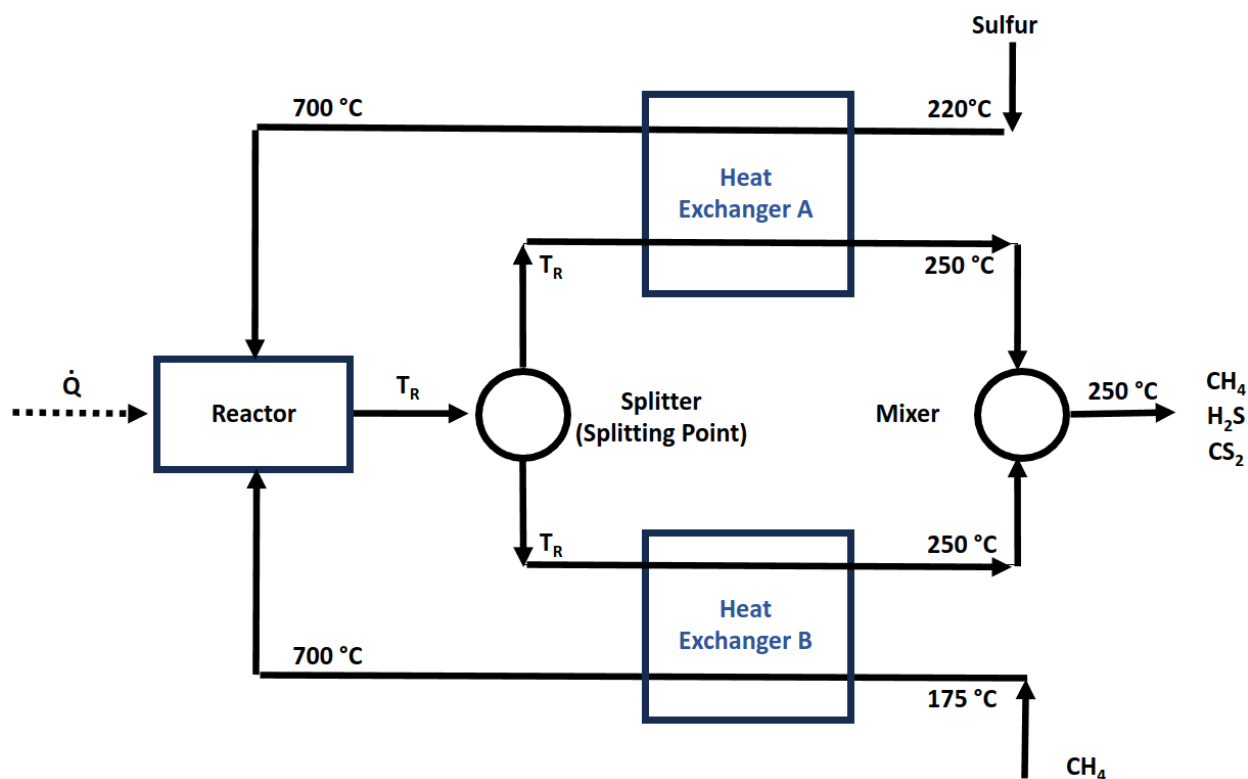 Sulfur
700 °C
220°C
Heat
Exchanger A
T_R
250 °C
Q̇
Reactor
T_R
Splitter
(Splitting Point)
Mixer
250 °C
CH₄
H₂S
CS₂
T_R
250 °C
Heat
Exchanger B
700 °C
175 °C
CH₄